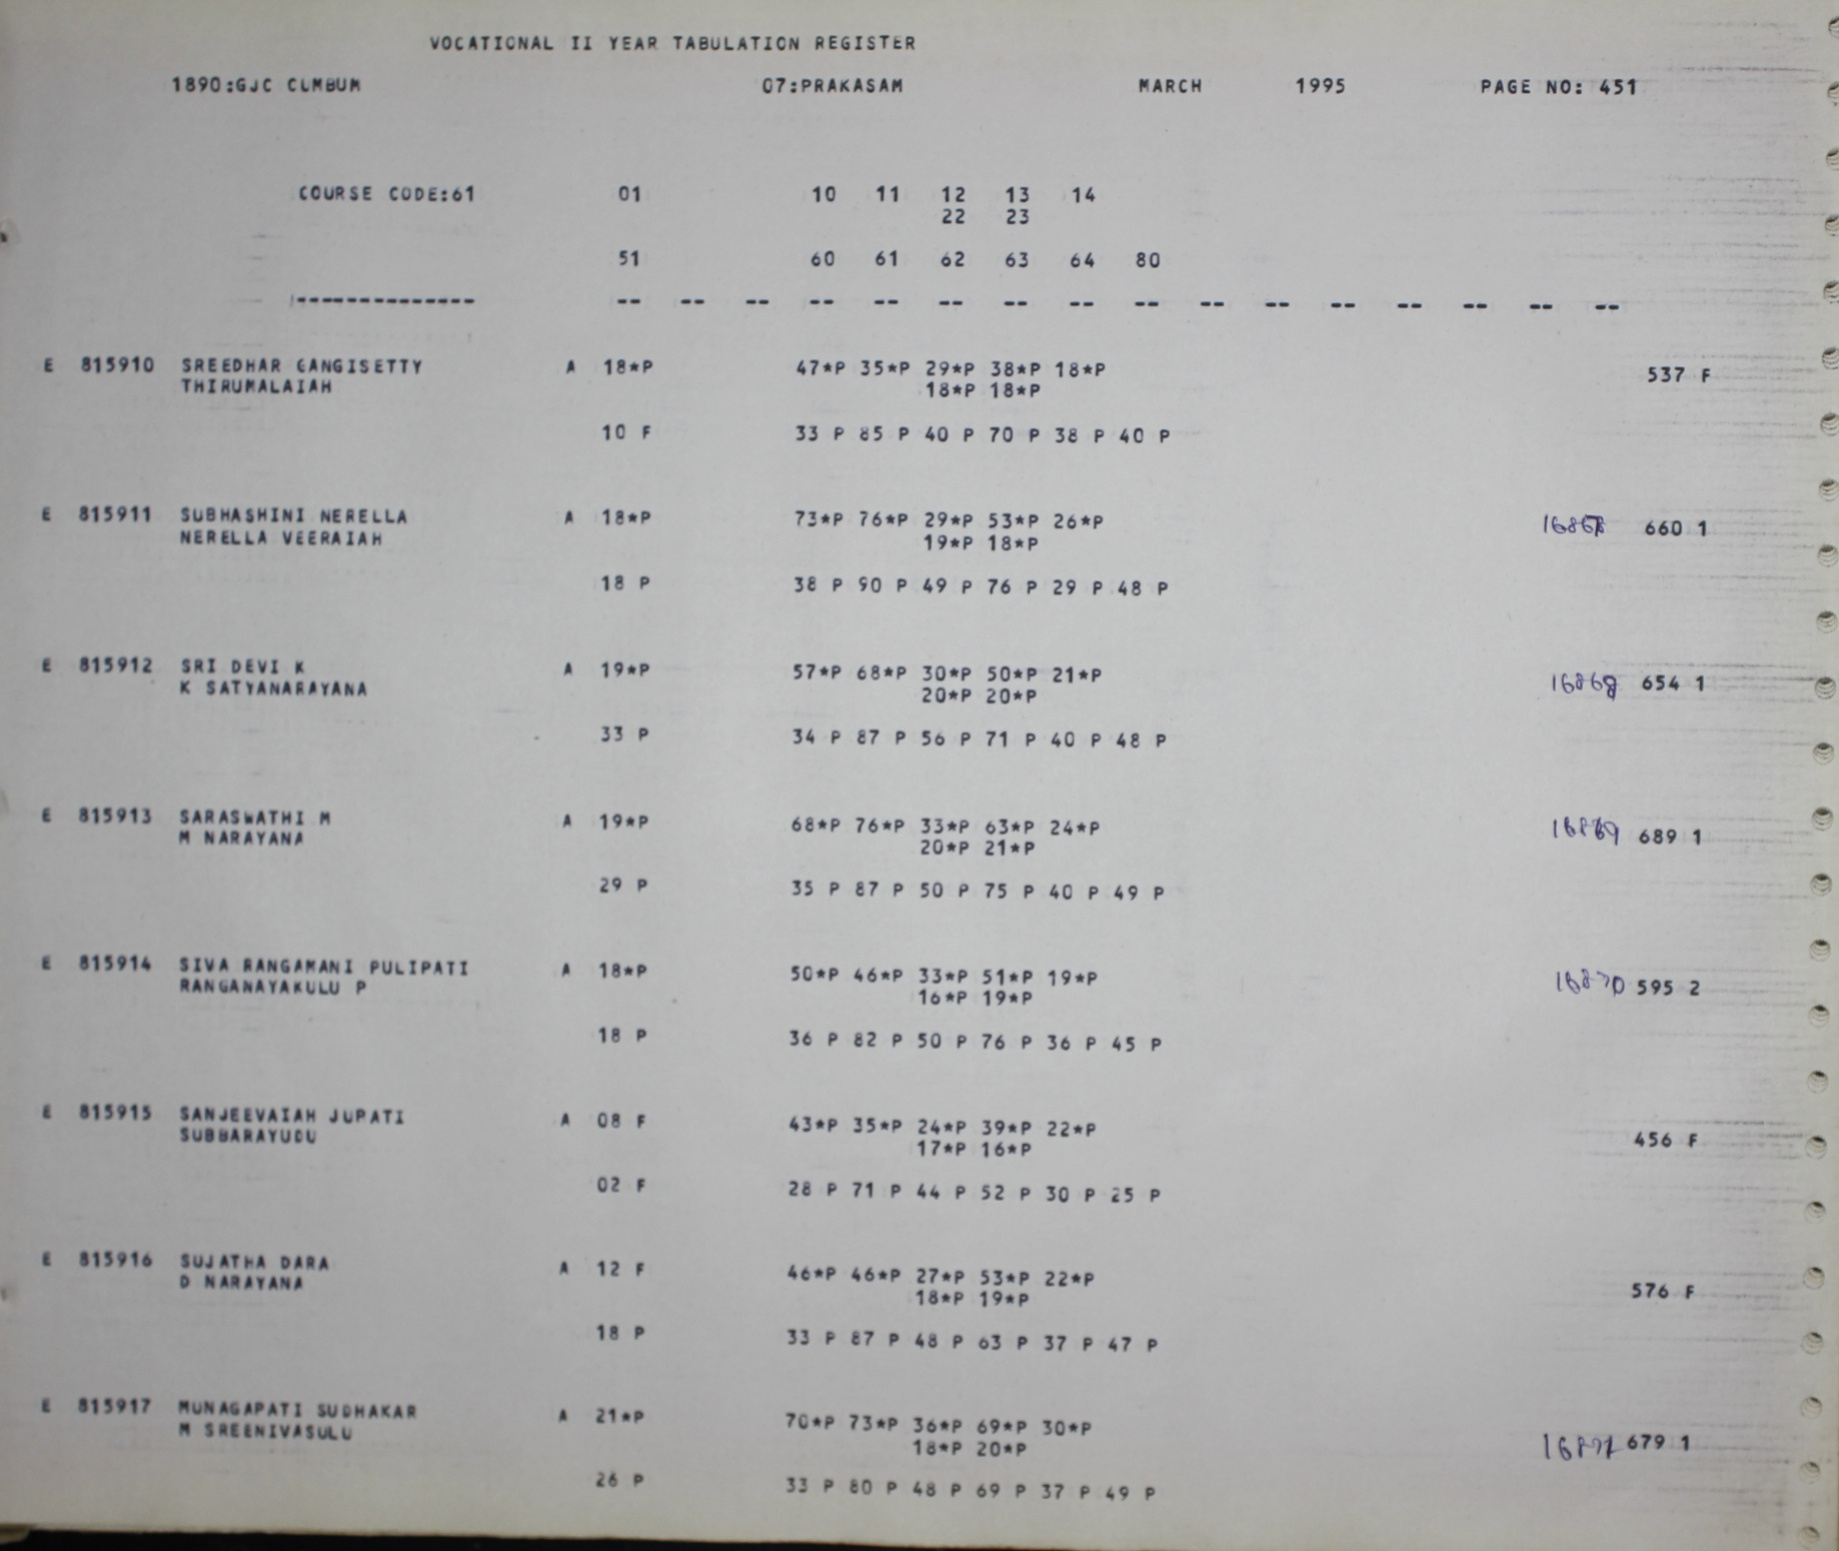 VOCATIONAL II YEAR TABULATION REGISTER
1890:GJC CUMBUM 07:PRAKASAM MARCH 1995 PAGE NO: 451
COURSE CODE:61 01 10 11 12 13 14
22 23
51 60 61 62 63 64 80
-------------- -- -- -- -- -- -- -- -- -- -- -- -- -- -- -- --
E 815910 SREEDHAR GANGISETTY A 18*P 47*P 35*P 29*P 38*P 18*P 537 F
THIRUMALAIAH 18*P 18*P
10 F 33 P 85 P 40 P 70 P 38 P 40 P
E 815911 SUBHASHINI NERELLA A 18*P 73*P 76*P 29*P 53*P 26*P 660 1
NERELLA VEERAIAH 19*P 18*P
18 P 38 P 90 P 49 P 76 P 29 P 48 P
E 815912 SRI DEVI K A 19*P 57*P 68*P 30*P 50*P 21*P 16868 654 1
K SATYANARAYANA 20*P 20*P
33 P 34 P 87 P 56 P 71 P 40 P 48 P
E 815913 SARASWATHI M A 19*P 68*P 76*P 33*P 63*P 24*P 16869 689 1
M NARAYANA 20*P 21*P
29 P 35 P 87 P 50 P 75 P 40 P 49 P
E 815914 SIVA RANGAMANI PULIPATI A 18*P 50*P 46*P 33*P 51*P 19*P 16870 595 2
RANGANAYAKULU P 16*P 19*P
18 P 36 P 82 P 50 P 76 P 36 P 45 P
E 815915 SANJEEVAIAH JUPATI A 08 F 43*P 35*P 24*P 39*P 22*P 456 F
SUBBARAYUDU 17*P 16*P
02 F 28 P 71 P 44 P 52 P 30 P 25 P
E 815916 SUJATHA DARA A 12 F 46*P 46*P 27*P 53*P 22*P 576 F
D NARAYANA 18*P 19*P
18 P 33 P 87 P 48 P 63 P 37 P 47 P
E 815917 MUNAGAPATI SUDHAKAR A 21*P 70*P 73*P 36*P 69*P 30*P 16871 679 1
M SREENIVASULU 18*P 20*P
26 P 33 P 80 P 48 P 69 P 37 P 49 P